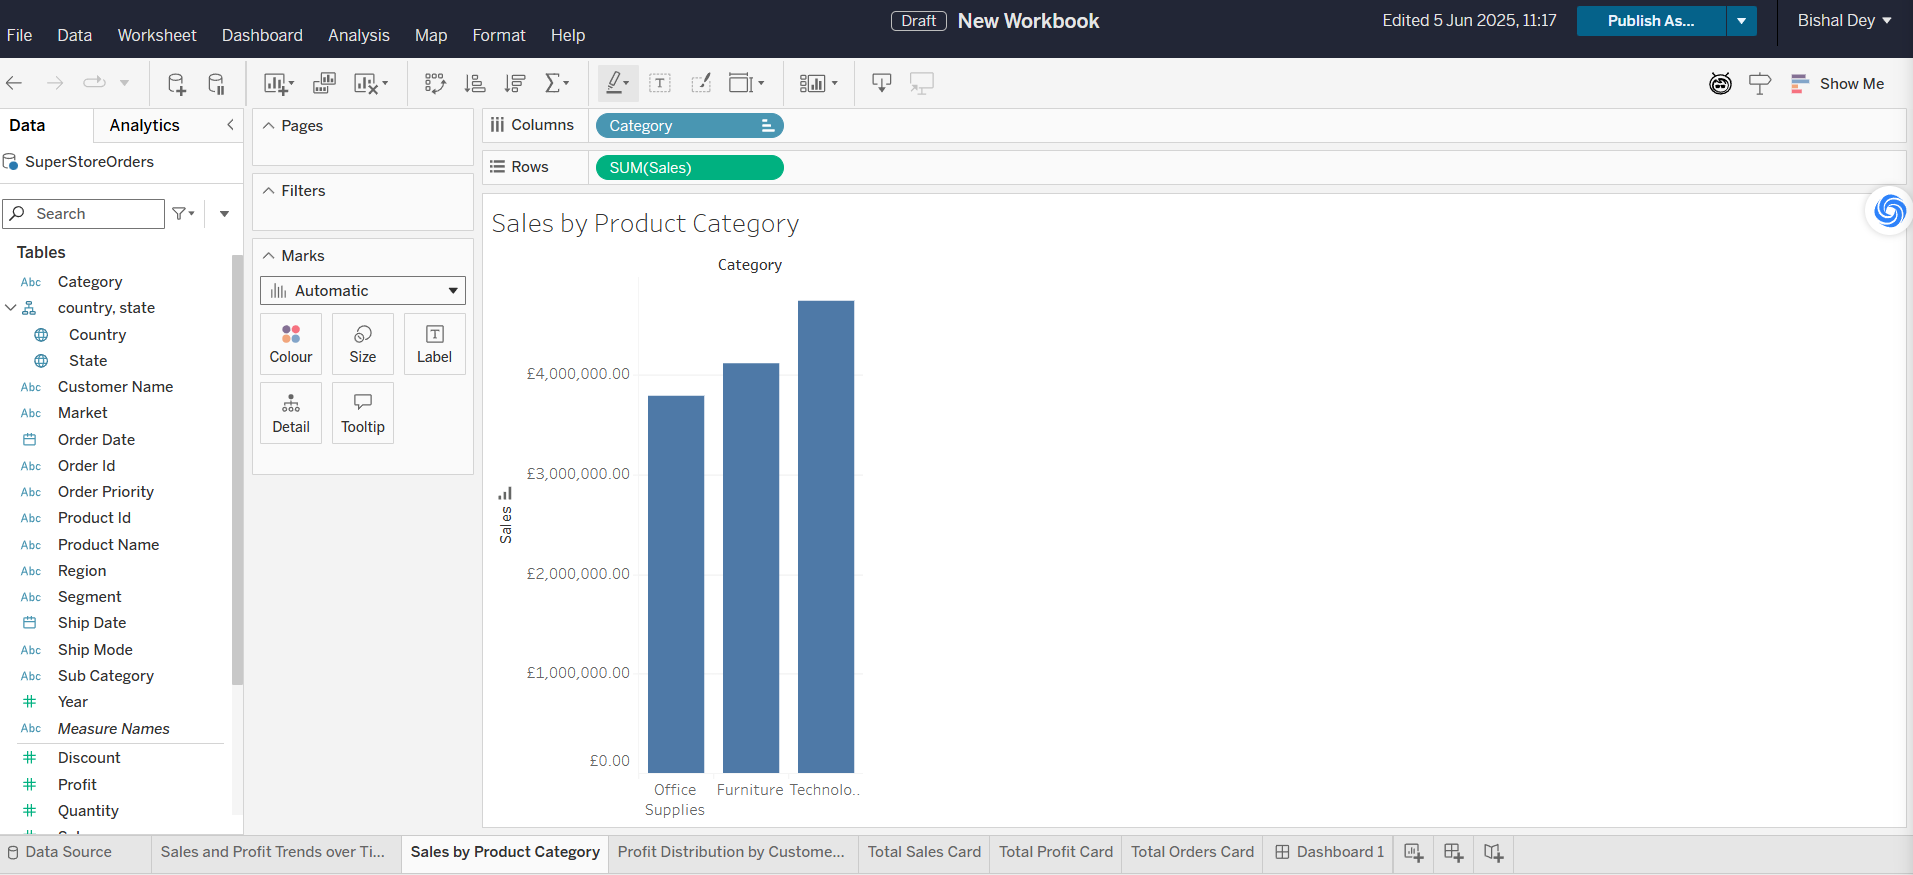 Draft New Workbook
Edited 5 Jun 2025, 11:17
Publish As...
Bishal Dey
File Data Worksheet Dashboard Analysis Map Format Help
Show Me
Data Analytics
SuperStoreOrders
Search
Tables
Abc Category
country, state
Country
State
Abc Customer Name
Abc Market
Order Date
Abc Order Id
Abc Order Priority
Abc Product Id
Abc Product Name
Abc Region
Abc Segment
Ship Date
Abc Ship Mode
Abc Sub Category
Year
Abc Measure Names
Discount
Profit
Quantity
Pages
Filters
Marks
Automatic
Colour Size Label
Detail Tooltip
Columns Category
Rows SUM(Sales)
Sales by Product Category
Category
£4,000,000.00
£3,000,000.00
£2,000,000.00
£1,000,000.00
£0.00
Sales
Office Supplies
Furniture
Technolo..
Data Source
Sales and Profit Trends over Ti...
Sales by Product Category
Profit Distribution by Custome...
Total Sales Card
Total Profit Card
Total Orders Card
Dashboard 1